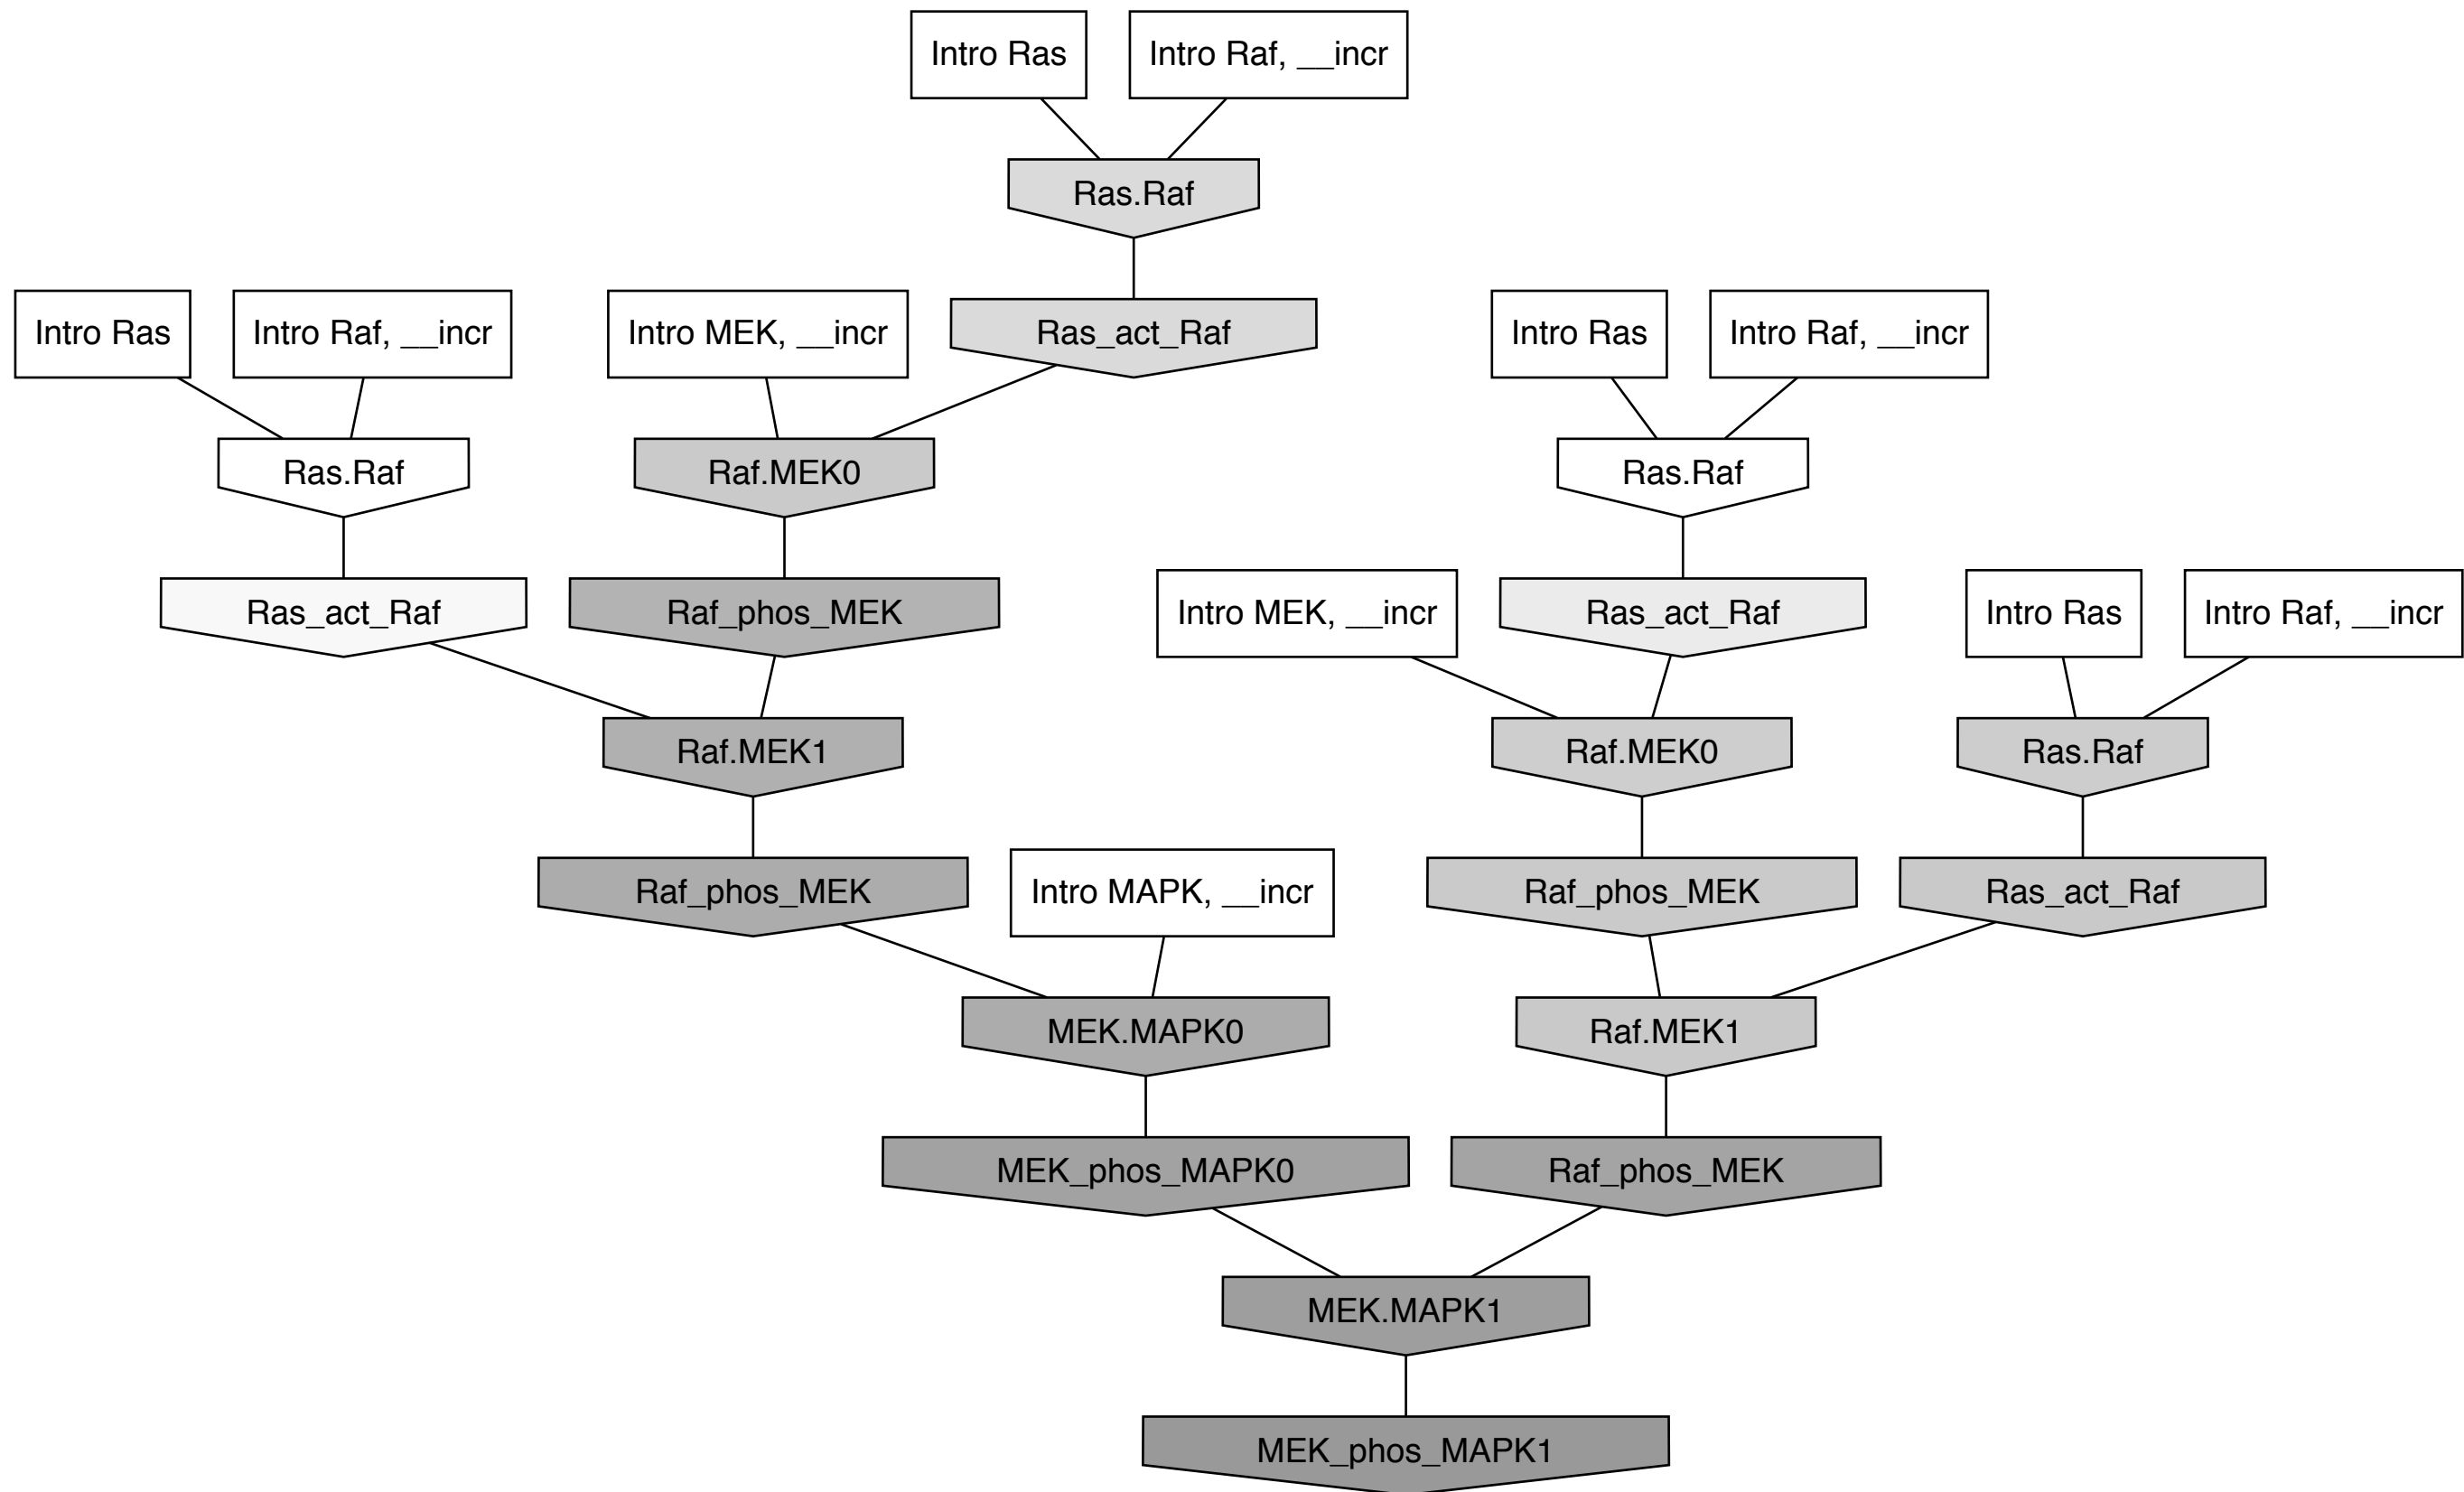 Intro Ras
Intro Raf, __incr
Ras.Raf
Intro Ras
Intro Raf, __incr
Intro MEK, __incr
Ras_act_Raf
Intro Ras
Intro Raf, __incr
Ras.Raf
Raf.MEK0
Ras.Raf
Ras_act_Raf
Raf_phos_MEK
Intro MEK, __incr
Ras_act_Raf
Intro Ras
Intro Raf, __incr
Raf.MEK1
Raf.MEK0
Ras.Raf
Raf_phos_MEK
Intro MAPK, __incr
Raf_phos_MEK
Ras_act_Raf
MEK.MAPK0
Raf.MEK1
MEK_phos_MAPK0
Raf_phos_MEK
MEK.MAPK1
MEK_phos_MAPK1